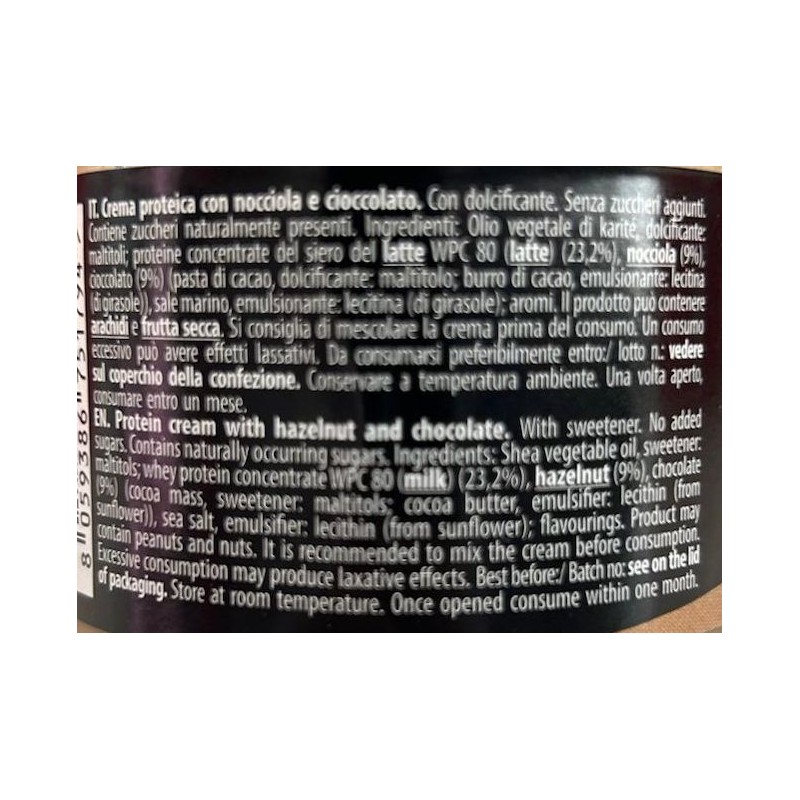 IT. Crema proteica con nocciola e cioccolato. Con dolcificante. Senza zuccheri aggiunti.
Contiene zuccheri naturalmente presenti. Ingredienti: Olio vegetale di karité, dolcificante:
maltitoli; proteine concentrate del siero del latte WPC 80 (latte) (23,2%), nocciola (9%),
cioccolato (9%) (pasta di cacao, dolcificante: maltitolo; burro di cacao, emulsionante: lecitina
(di girasole)), sale marino, emulsionante: lecitina (di girasole); aromi. Il prodotto può contenere
arachidi e frutta secca. Si consiglia di mescolare la crema prima del consumo. Un consumo
eccessivo può avere effetti lassativi. Da consumarsi preferibilmente entro/ lotto n.: vedere
sul coperchio della confezione. Conservare a temperatura ambiente. Una volta aperto,
consumare entro un mese.
EN. Protein cream with hazelnut and chocolate. With sweetener. No added
sugars. Contains naturally occurring sugars. Ingredients: Shea vegetable oil, sweetener:
maltitols; whey protein concentrate WPC 80 (milk) (23,2%), hazelnut (9%), chocolate
(9%) (cocoa mass, sweetener: maltitols; cocoa butter, emulsifier: lecithin (from
sunflower)), sea salt, emulsifier: lecithin (from sunflower); flavourings. Product may
contain peanuts and nuts. It is recommended to mix the cream before consumption.
Excessive consumption may produce laxative effects. Best before:/ Batch no: see on the lid
of packaging. Store at room temperature. Once opened consume within one month.